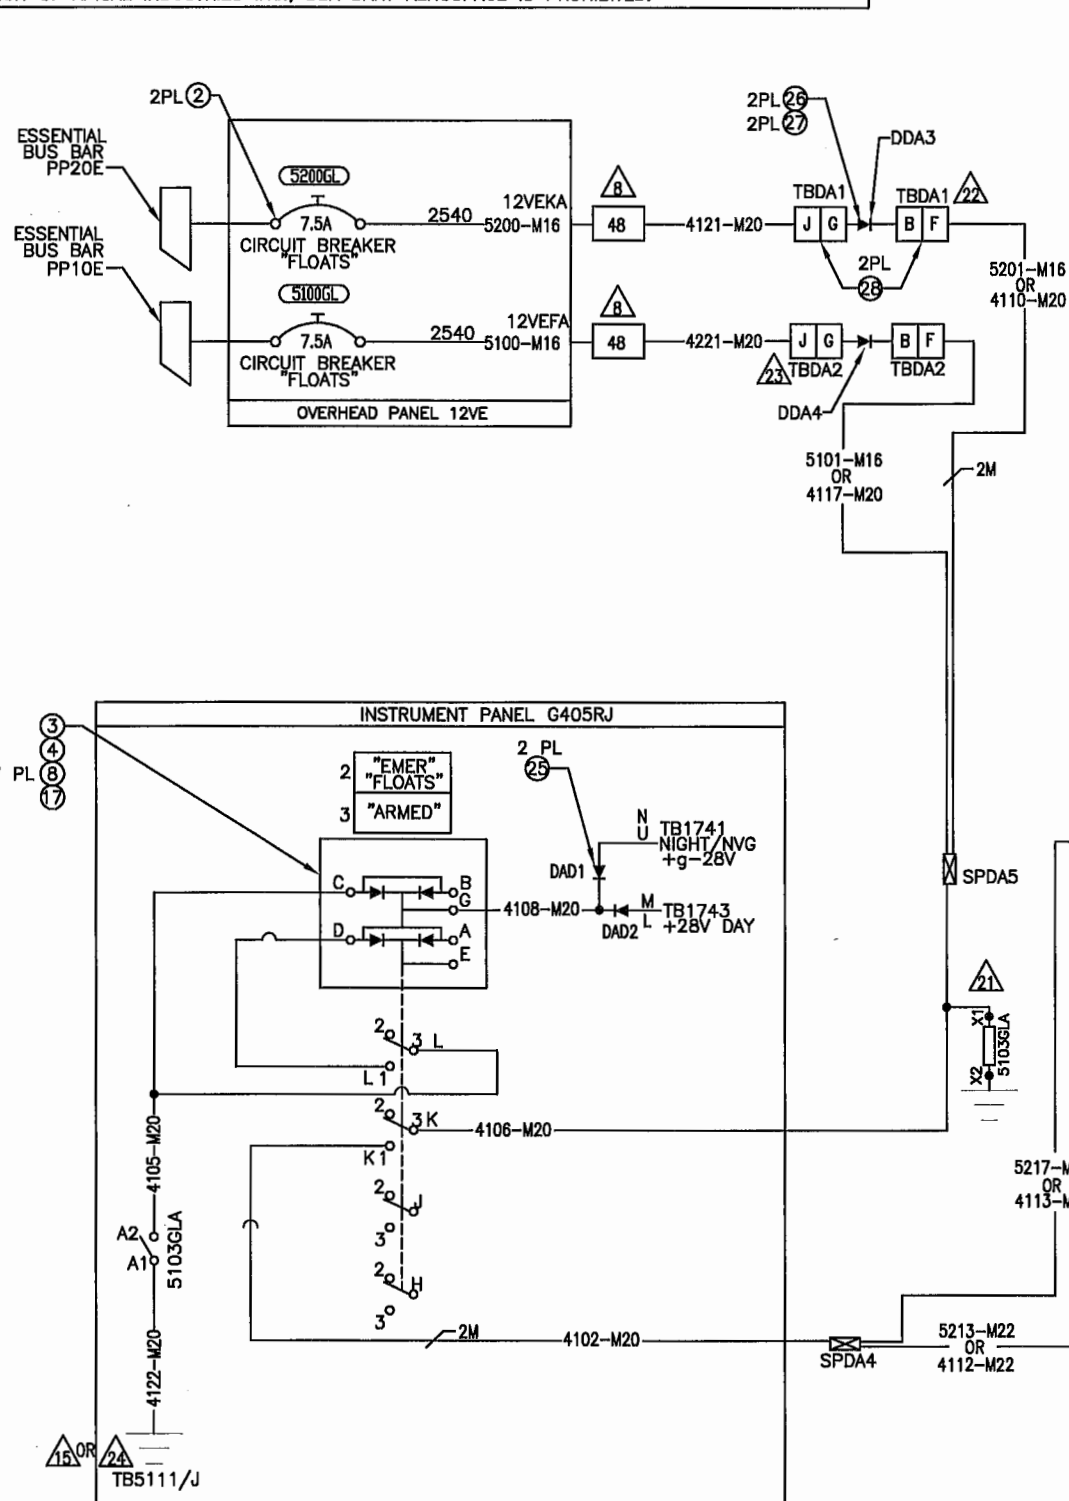 2PL 2
ESSENTIAL
BUS BAR
PP20E
ESSENTIAL
BUS BAR
PP10E
5200GL
7.5A
CIRCUIT BREAKER
"FLOATS"
2540
12VEKA
5200-M16
5100GL
7.5A
CIRCUIT BREAKER
"FLOATS"
2540
12VEFA
5100-M16
OVERHEAD PANEL 12VE
8
48
4121-M20
8
48
4221-M20
2PL 26
2PL 27
DDA3
TBDA1
J G
TBDA1
B F
22
2PL
28
J G
TBDA2
23
B F
TBDA2
DDA4
5201-M16
OR
4110-M20
5101-M16
OR
4117-M20
2M
INSTRUMENT PANEL G405RJ
3
4
PL 8
17
2 "EMER"
"FLOATS"
3 "ARMED"
2 PL
25
N
U
TB1741
NIGHT/NVG
+g-28V
DAD1
C
B
G
4108-M20
DAD2
M
L
TB1743
+28V DAY
D
A
E
SPDA5
21
X1
5103GLA
X2
2
3 L
L1
2
3 K
4106-M20
K1
2
J
3
2
H
3
4105-M20
A2
A1
5103GLA
4122-M20
2M
4102-M20
SPDA4
5217-M
OR
4113-M
5213-M22
OR
4112-M22
15 OR 24
TB5111/J